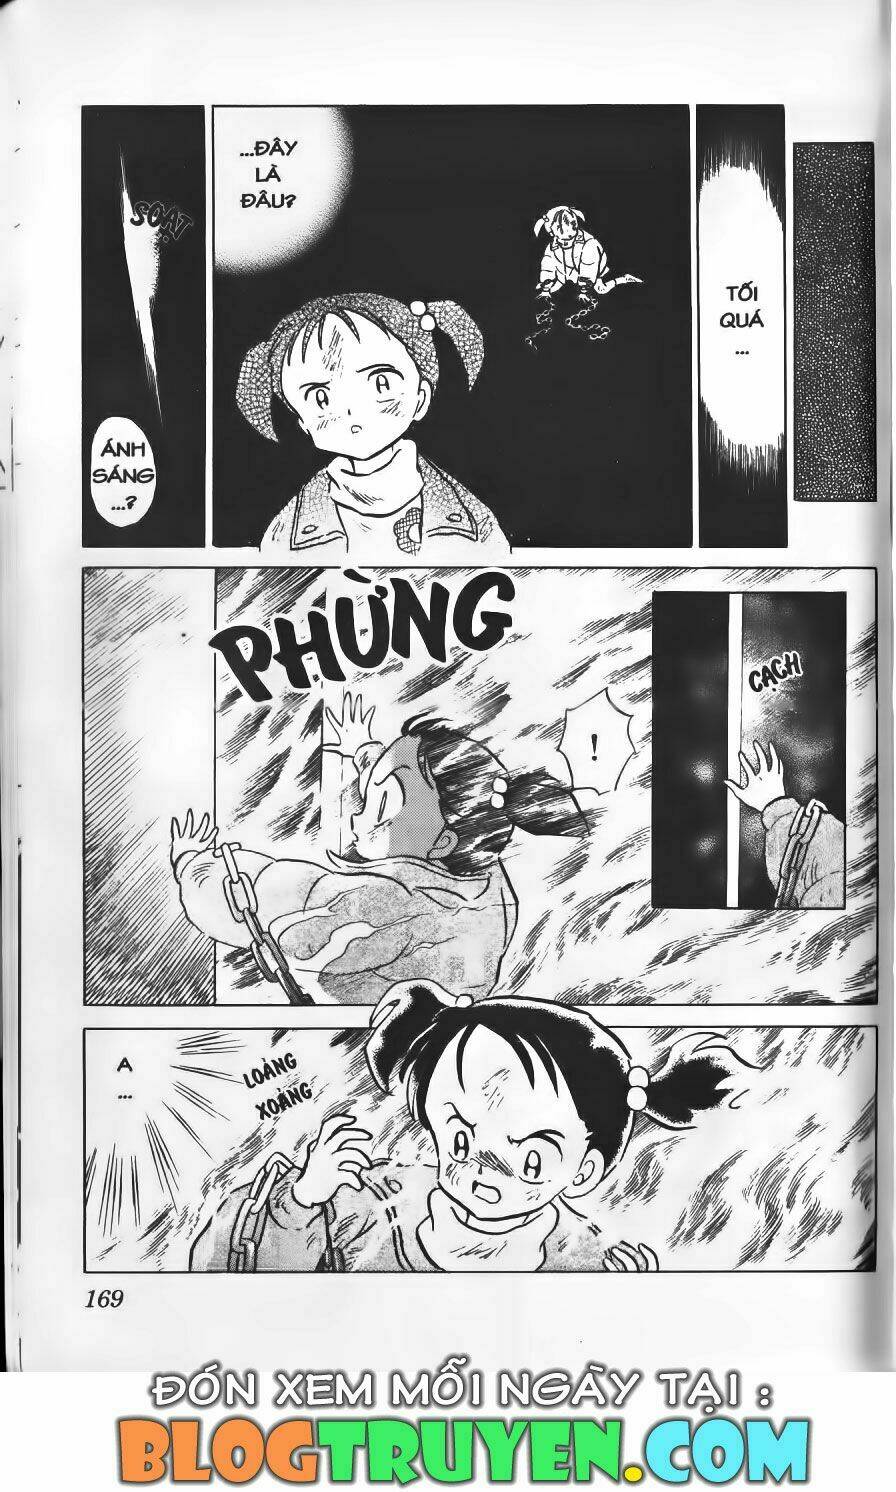 TỐI
QUÁ
...
...ĐÂY
LÀ
ĐÂU?
SOẠT
ÁNH
SÁNG
...?
CẠCH
PHỪNG
!
A
...
LOẢNG
XOẢNG
169
ĐÓN XEM MỖI NGÀY TẠI :
BLOGTRUYEN.COM